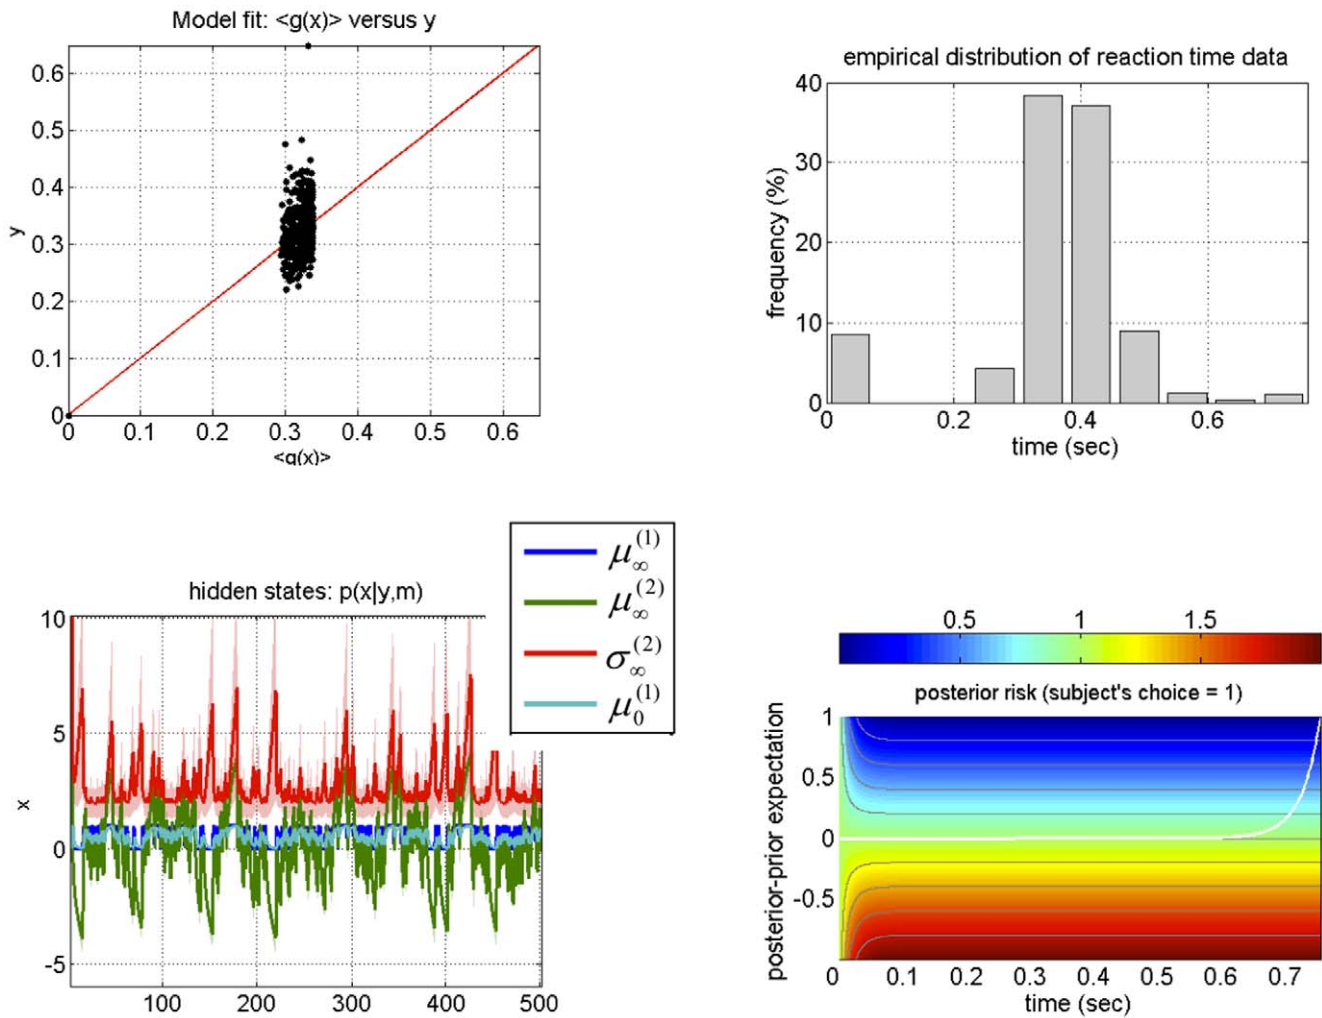 Model fit: <g(x)> versus y
0.6
0.5
0.4
0.3
0.2
0.1
0
y
0 0.1 0.2 0.3 0.4 0.5 0.6
<g(x)>
empirical distribution of reaction time data
40
30
20
10
0
frequency (%)
0 0.2 0.4 0.6
time (sec)
hidden states: p(x|y,m)
10
5
0
-5
x
100 200 300 400 500
μ∞(1)
μ∞(2)
σ∞(2)
μ0(1)
0.5 1 1.5
posterior risk (subject's choice = 1)
1
0.5
0
-0.5
posterior-prior expectation
0 0.1 0.2 0.3 0.4 0.5 0.6 0.7
time (sec)